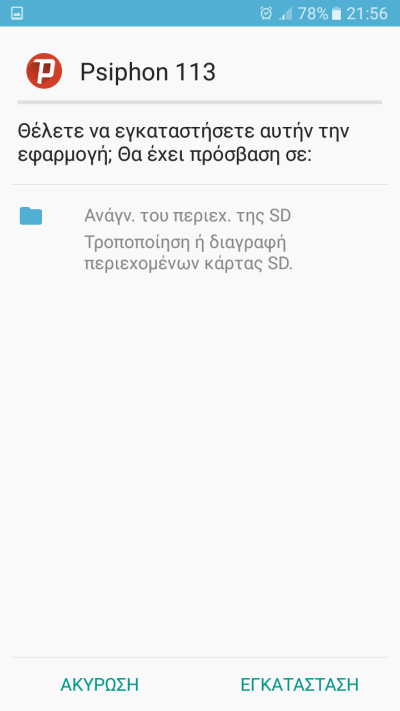 78% 21:56
Psiphon 113
Θέλετε να εγκαταστήσετε αυτήν την
εφαρμογή; Θα έχει πρόσβαση σε:
Ανάγν. του περιεχ. της SD
Τροποποίηση ή διαγραφή
περιεχομένων κάρτας SD.
ΑΚΥΡΩΣΗ ΕΓΚΑΤΑΣΤΑΣΗ